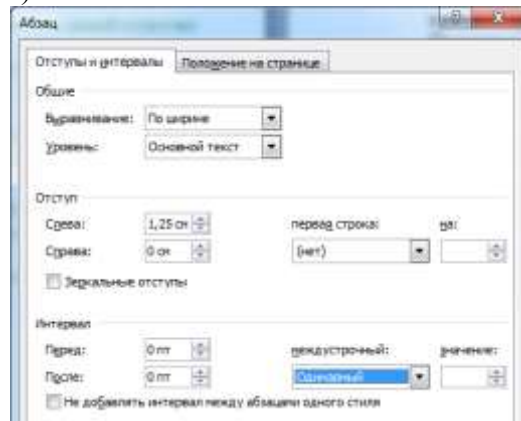 )
Абзац
Отступы и интервалы Положение на странице
Общие
Выравнивание: По ширине
Уровень: Основной текст
Отступ
Слева: 1,25 см первая строка: на:
Справа: 0 см (нет)
Зеркальные отступы
Интервал
Перед: 0 пт междустрочный: значение:
После: 0 пт Одинарный
Не добавлять интервал между абзацами одного стиля